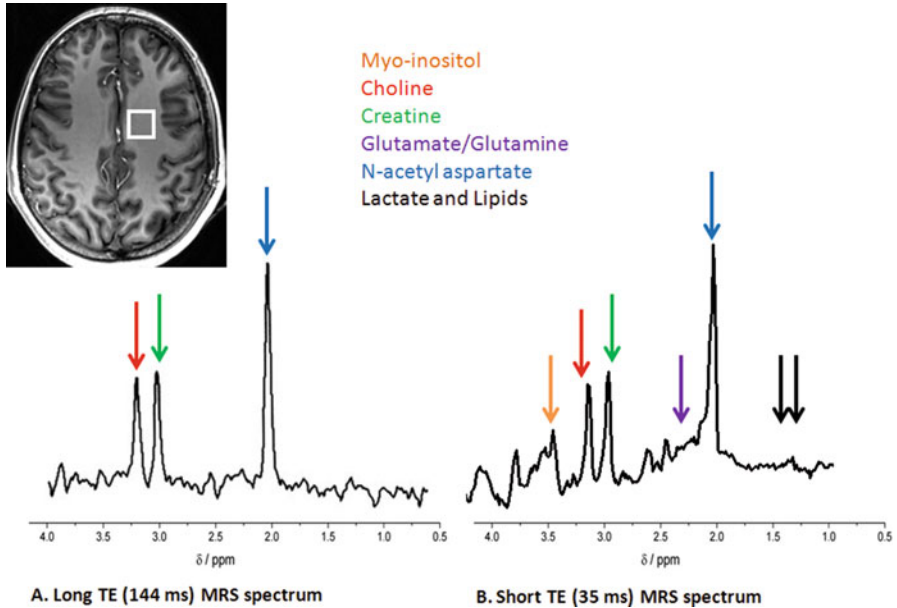 Myo-inositol
Choline
Creatine
Glutamate/Glutamine
N-acetyl aspartate
Lactate and Lipids
4.0 3.5 3.0 2.5 2.0 1.5 1.0 0.5
δ / ppm
A. Long TE (144 ms) MRS spectrum
4.0 3.5 3.0 2.5 2.0 1.5 1.0 0.5
δ / ppm
B. Short TE (35 ms) MRS spectrum